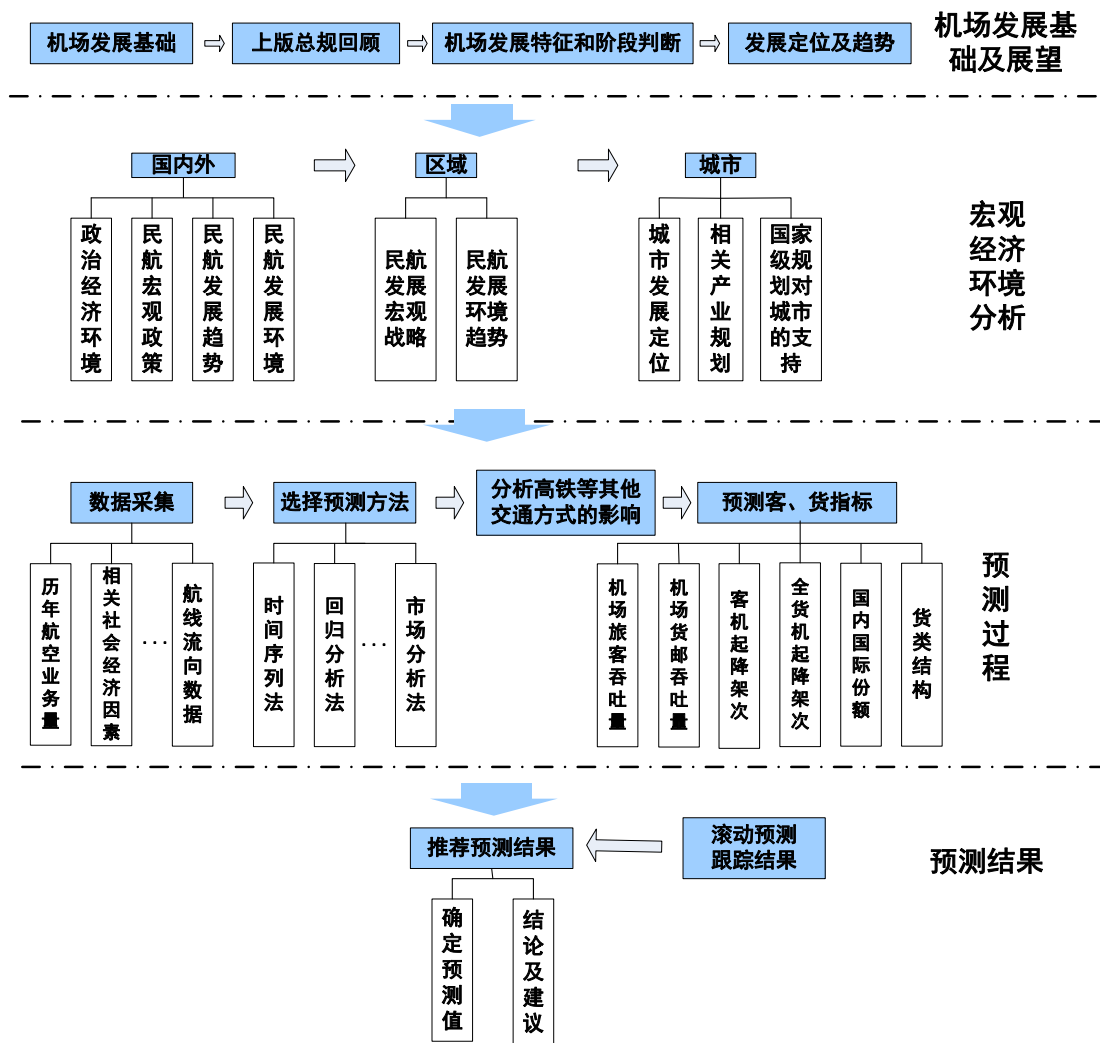 机场发展基础
上版总规回顾
机场发展特征和阶段判断
发展定位及趋势
机场发展基
础及展望
国内外
区域
城市
政治经济环境
民航宏观政策
民航发展趋势
民航发展环境
民航
发展
宏观
战略
民航
发展
环境
趋势
城市发展定位
相关产业规划
国家
级规
划对
城市
的支
持
宏观
经济
环境
分析
数据采集
选择预测方法
分析高铁等其他
交通方式的影响
预测客、货指标
历年航空业务量
相关社会经济因素
···
航线流向数据
时间序列法
回归分析法
···
市场分析法
机场旅客吞吐量
机场货邮吞吐量
客机起降架次
全货机起降架次
国内国际份额
货类结构
预测过程
推荐预测结果
滚动预测
跟踪结果
预测结果
确定预测值
结论及建议